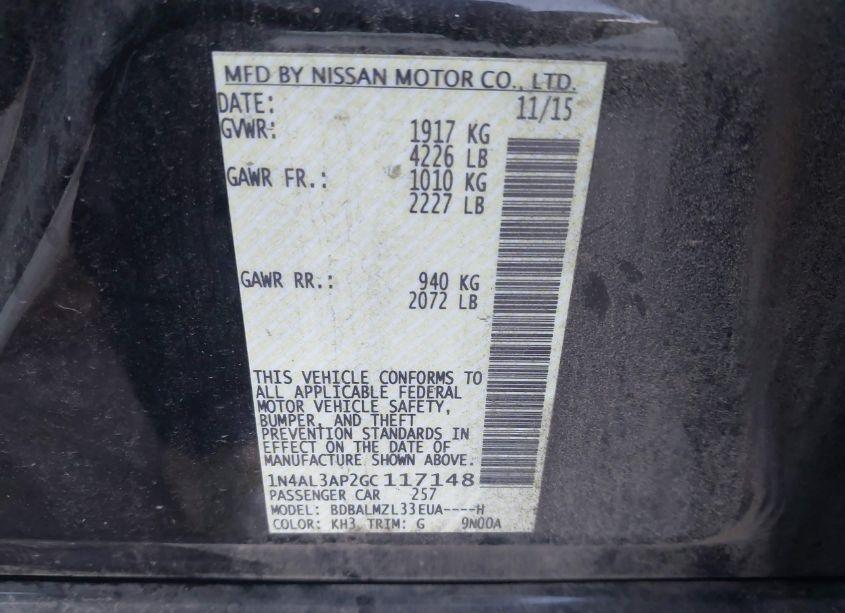 MFD BY NISSAN MOTOR CO., LTD.
DATE: 11/15
GVWR: 1917 KG
4226 LB
GAWR FR.: 1010 KG
2227 LB
GAWR RR.: 940 KG
2072 LB
THIS VEHICLE CONFORMS TO
ALL APPLICABLE FEDERAL
MOTOR VEHICLE SAFETY,
BUMPER, AND THEFT
PREVENTION STANDARDS IN
EFFECT ON THE DATE OF
MANUFACTURE SHOWN ABOVE.
1N4AL3AP2GC 117148
PASSENGER CAR 257
MODEL: BDBALMZL33EUA----H
COLOR: KH3 TRIM: G 9N00A